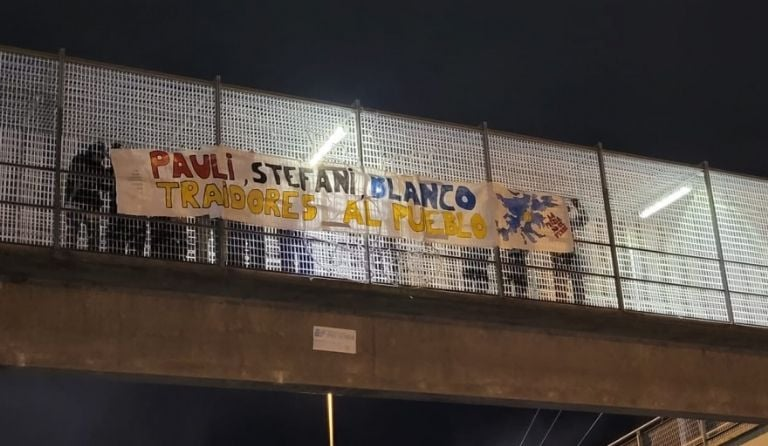 PAULi, STEFANi BLANCO
TRAIDORES AL PUEBLO